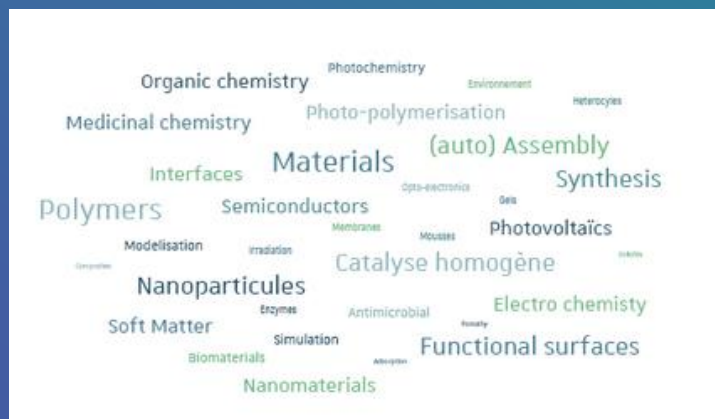 Photochemistry
Organic chemistry
Environnement
Heterocyles
Photo-polymerisation
Medicinal chemistry
(auto) Assembly
Materials
Interfaces
Synthesis
Opto-electronics
Gels
Polymers
Semiconductors
Membranes
Photovoltaïcs
Mousses
Modelisation
Irradiation
Catalyse homogène
Nanoparticules
Enzymes
Antimicrobial
Electro chemisty
Soft Matter
Porosity
Simulation
Functional surfaces
Biomaterials
Adsorption
Nanomaterials